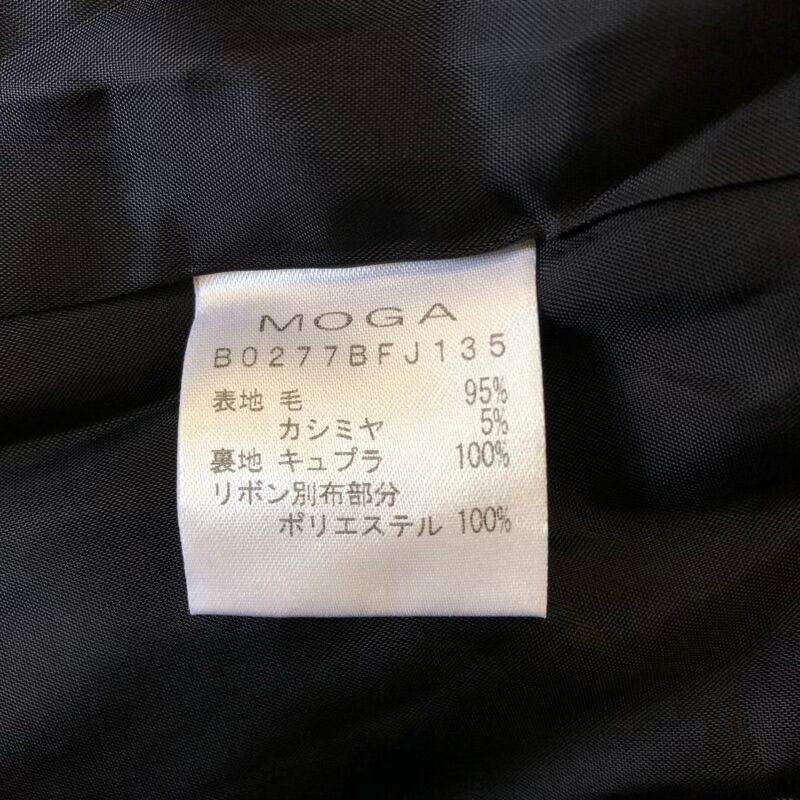 MOGA
B0277BFJ135
表地 毛 95%
カシミヤ 5%
裏地 キュプラ 100%
リボン別布部分
ポリエステル 100%